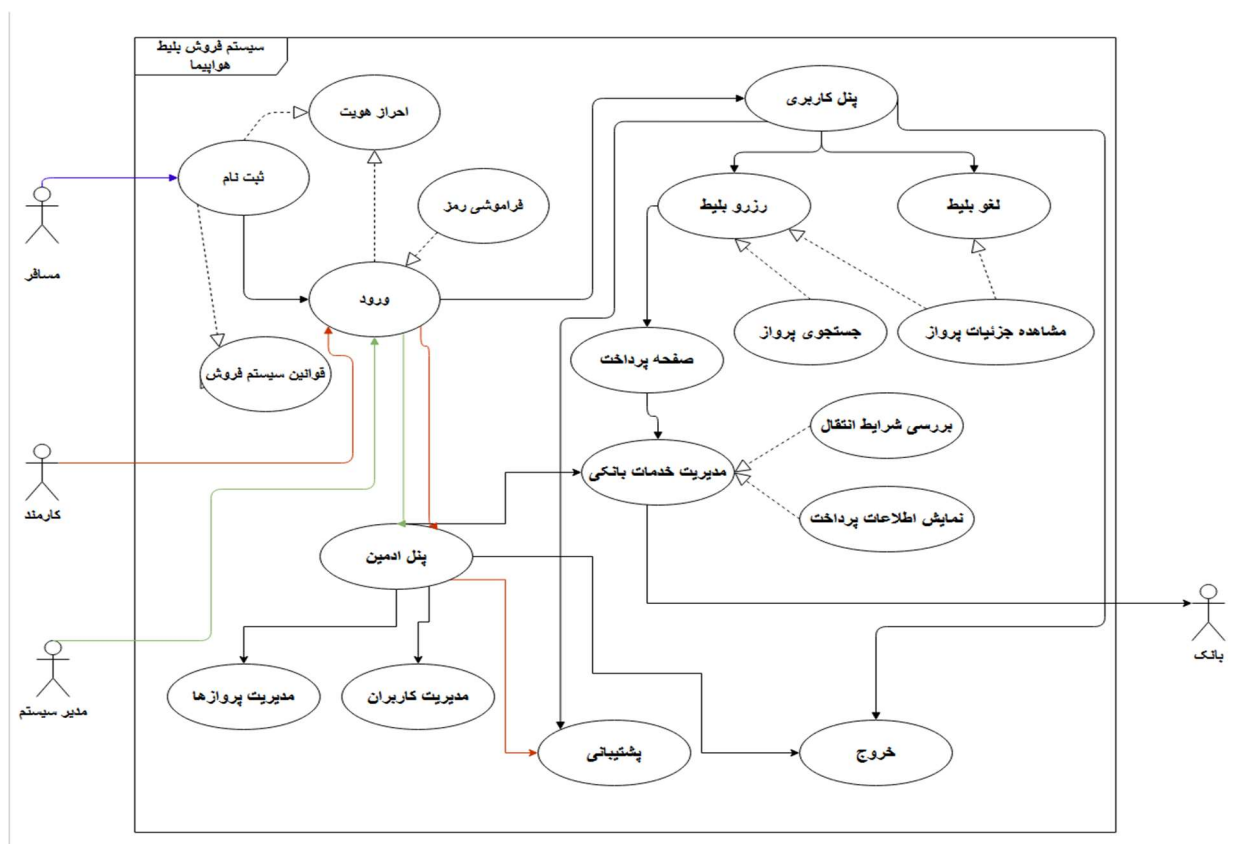 سیستم فروش بلیط
هواپیما
پنل کاربری
احراز هویت
ثبت نام
فراموشی رمز
رزرو بلیط
لغو بلیط
مسافر
ورود
جستجوی پرواز
مشاهده جزئیات پرواز
صفحه پرداخت
قوانین سیستم فروش
بررسی شرایط انتقال
مدیریت خدمات بانکی
کارمند
نمایش اطلاعات پرداخت
پنل ادمین
بانک
مدیریت پروازها
مدیریت کاربران
مدیر سیستم
پشتیبانی
خروج